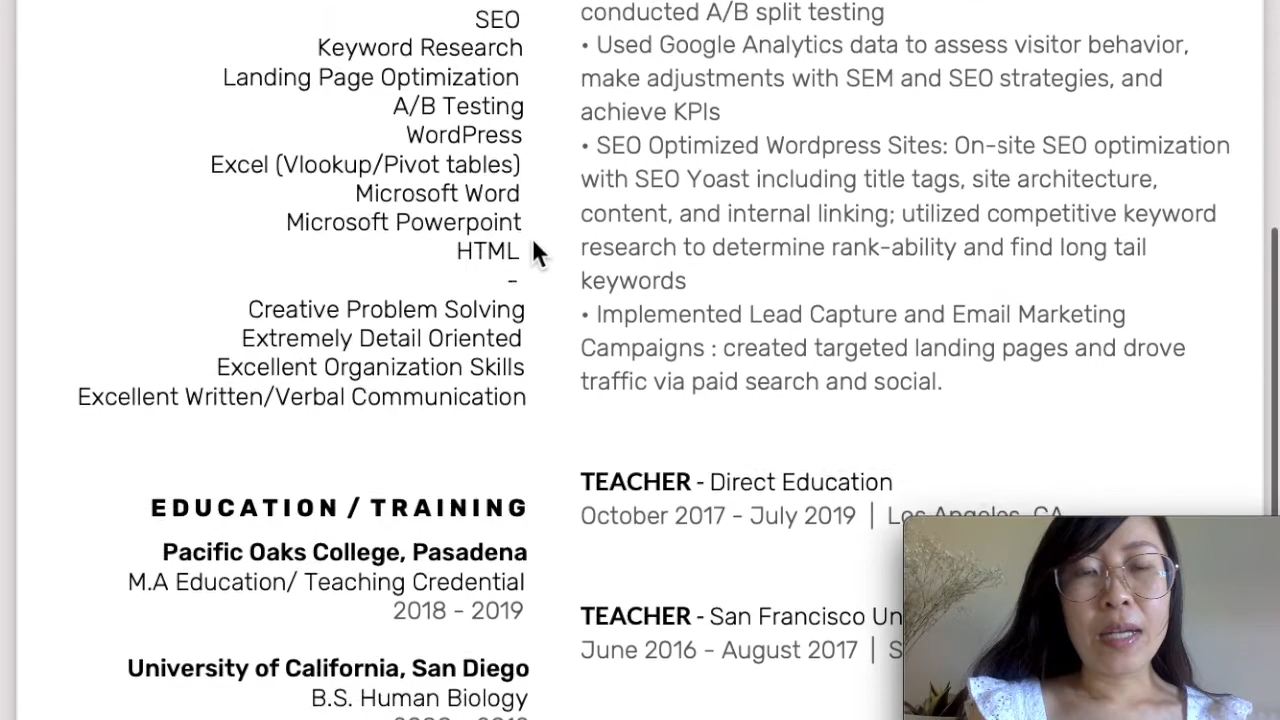 SEO
Keyword Research
Landing Page Optimization
A/B Testing
WordPress
Excel (Vlookup/Pivot tables)
Microsoft Word
Microsoft Powerpoint
HTML
-
Creative Problem Solving
Extremely Detail Oriented
Excellent Organization Skills
Excellent Written/Verbal Communication
EDUCATION / TRAINING
Pacific Oaks College, Pasadena
M.A Education/ Teaching Credential
2018 - 2019
University of California, San Diego
B.S. Human Biology
conducted A/B split testing
• Used Google Analytics data to assess visitor behavior,
make adjustments with SEM and SEO strategies, and
achieve KPIs
• SEO Optimized Wordpress Sites: On-site SEO optimization
with SEO Yoast including title tags, site architecture,
content, and internal linking; utilized competitive keyword
research to determine rank-ability and find long tail
keywords
• Implemented Lead Capture and Email Marketing
Campaigns : created targeted landing pages and drove
traffic via paid search and social.
TEACHER - Direct Education
October 2017 - July 2019 | Los Angeles, CA
TEACHER - San Francisco Un
June 2016 - August 2017 | S